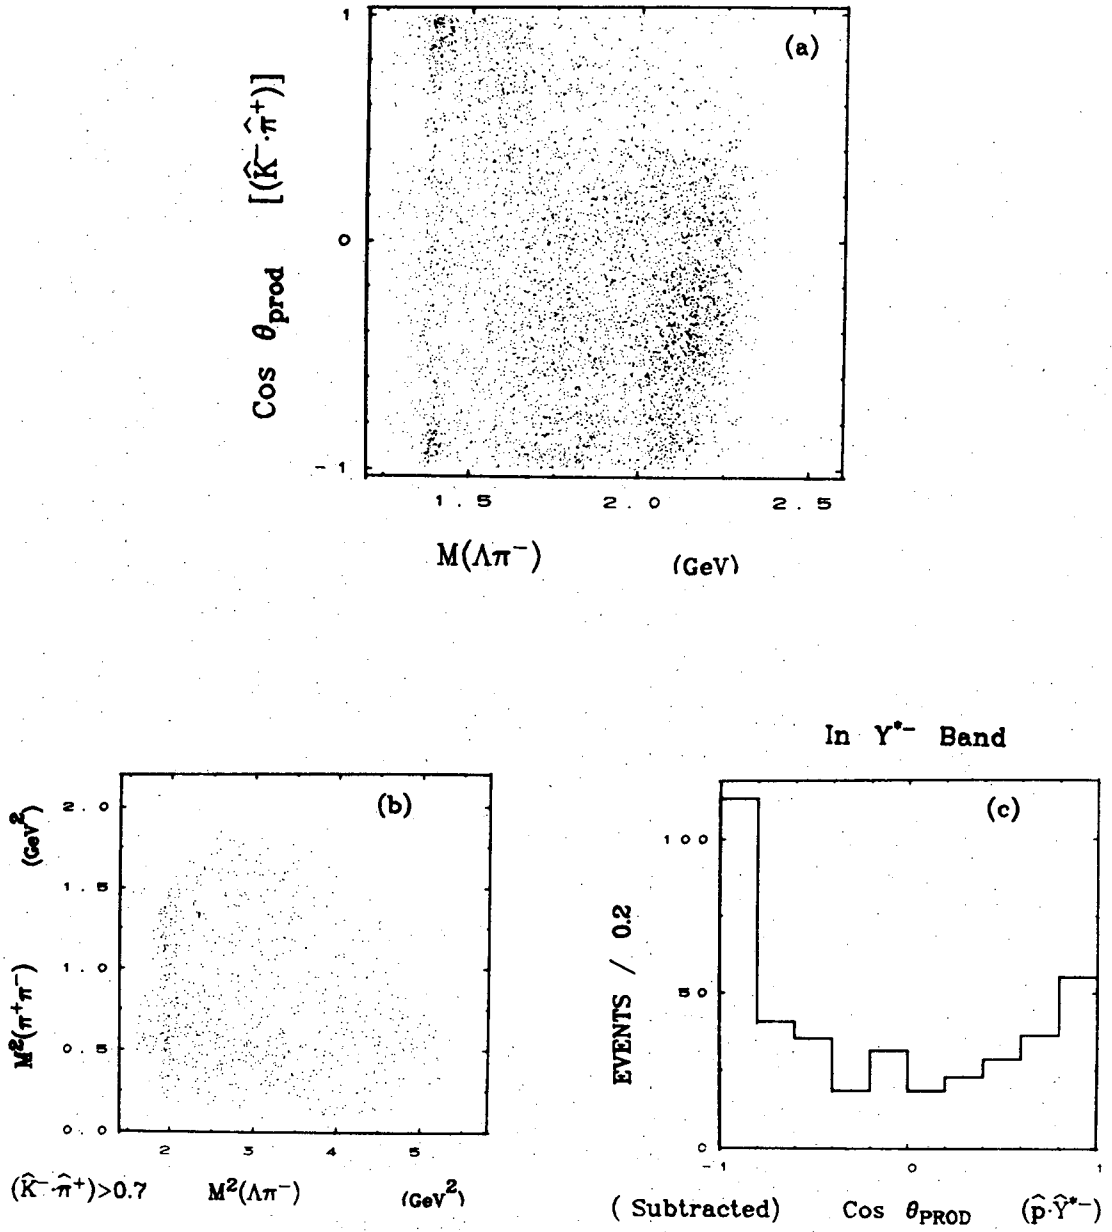 1
(a)
Cos θprod [(K̂⁻·π̂⁺)]
0
-1
1.5 2.0 2.5
M(Λπ⁻) (GeV)
In Y*⁻ Band
(b)
M²(π⁺π⁻) (GeV²)
2.0
1.5
1.0
0.5
0.0
2 3 4 5
(K̂⁻·π̂⁺)>0.7 M²(Λπ⁻) (GeV²)
(c)
EVENTS / 0.2
100
50
0
-1 0 1
(Subtracted) Cos θPROD (p̂·Ŷ*⁻)